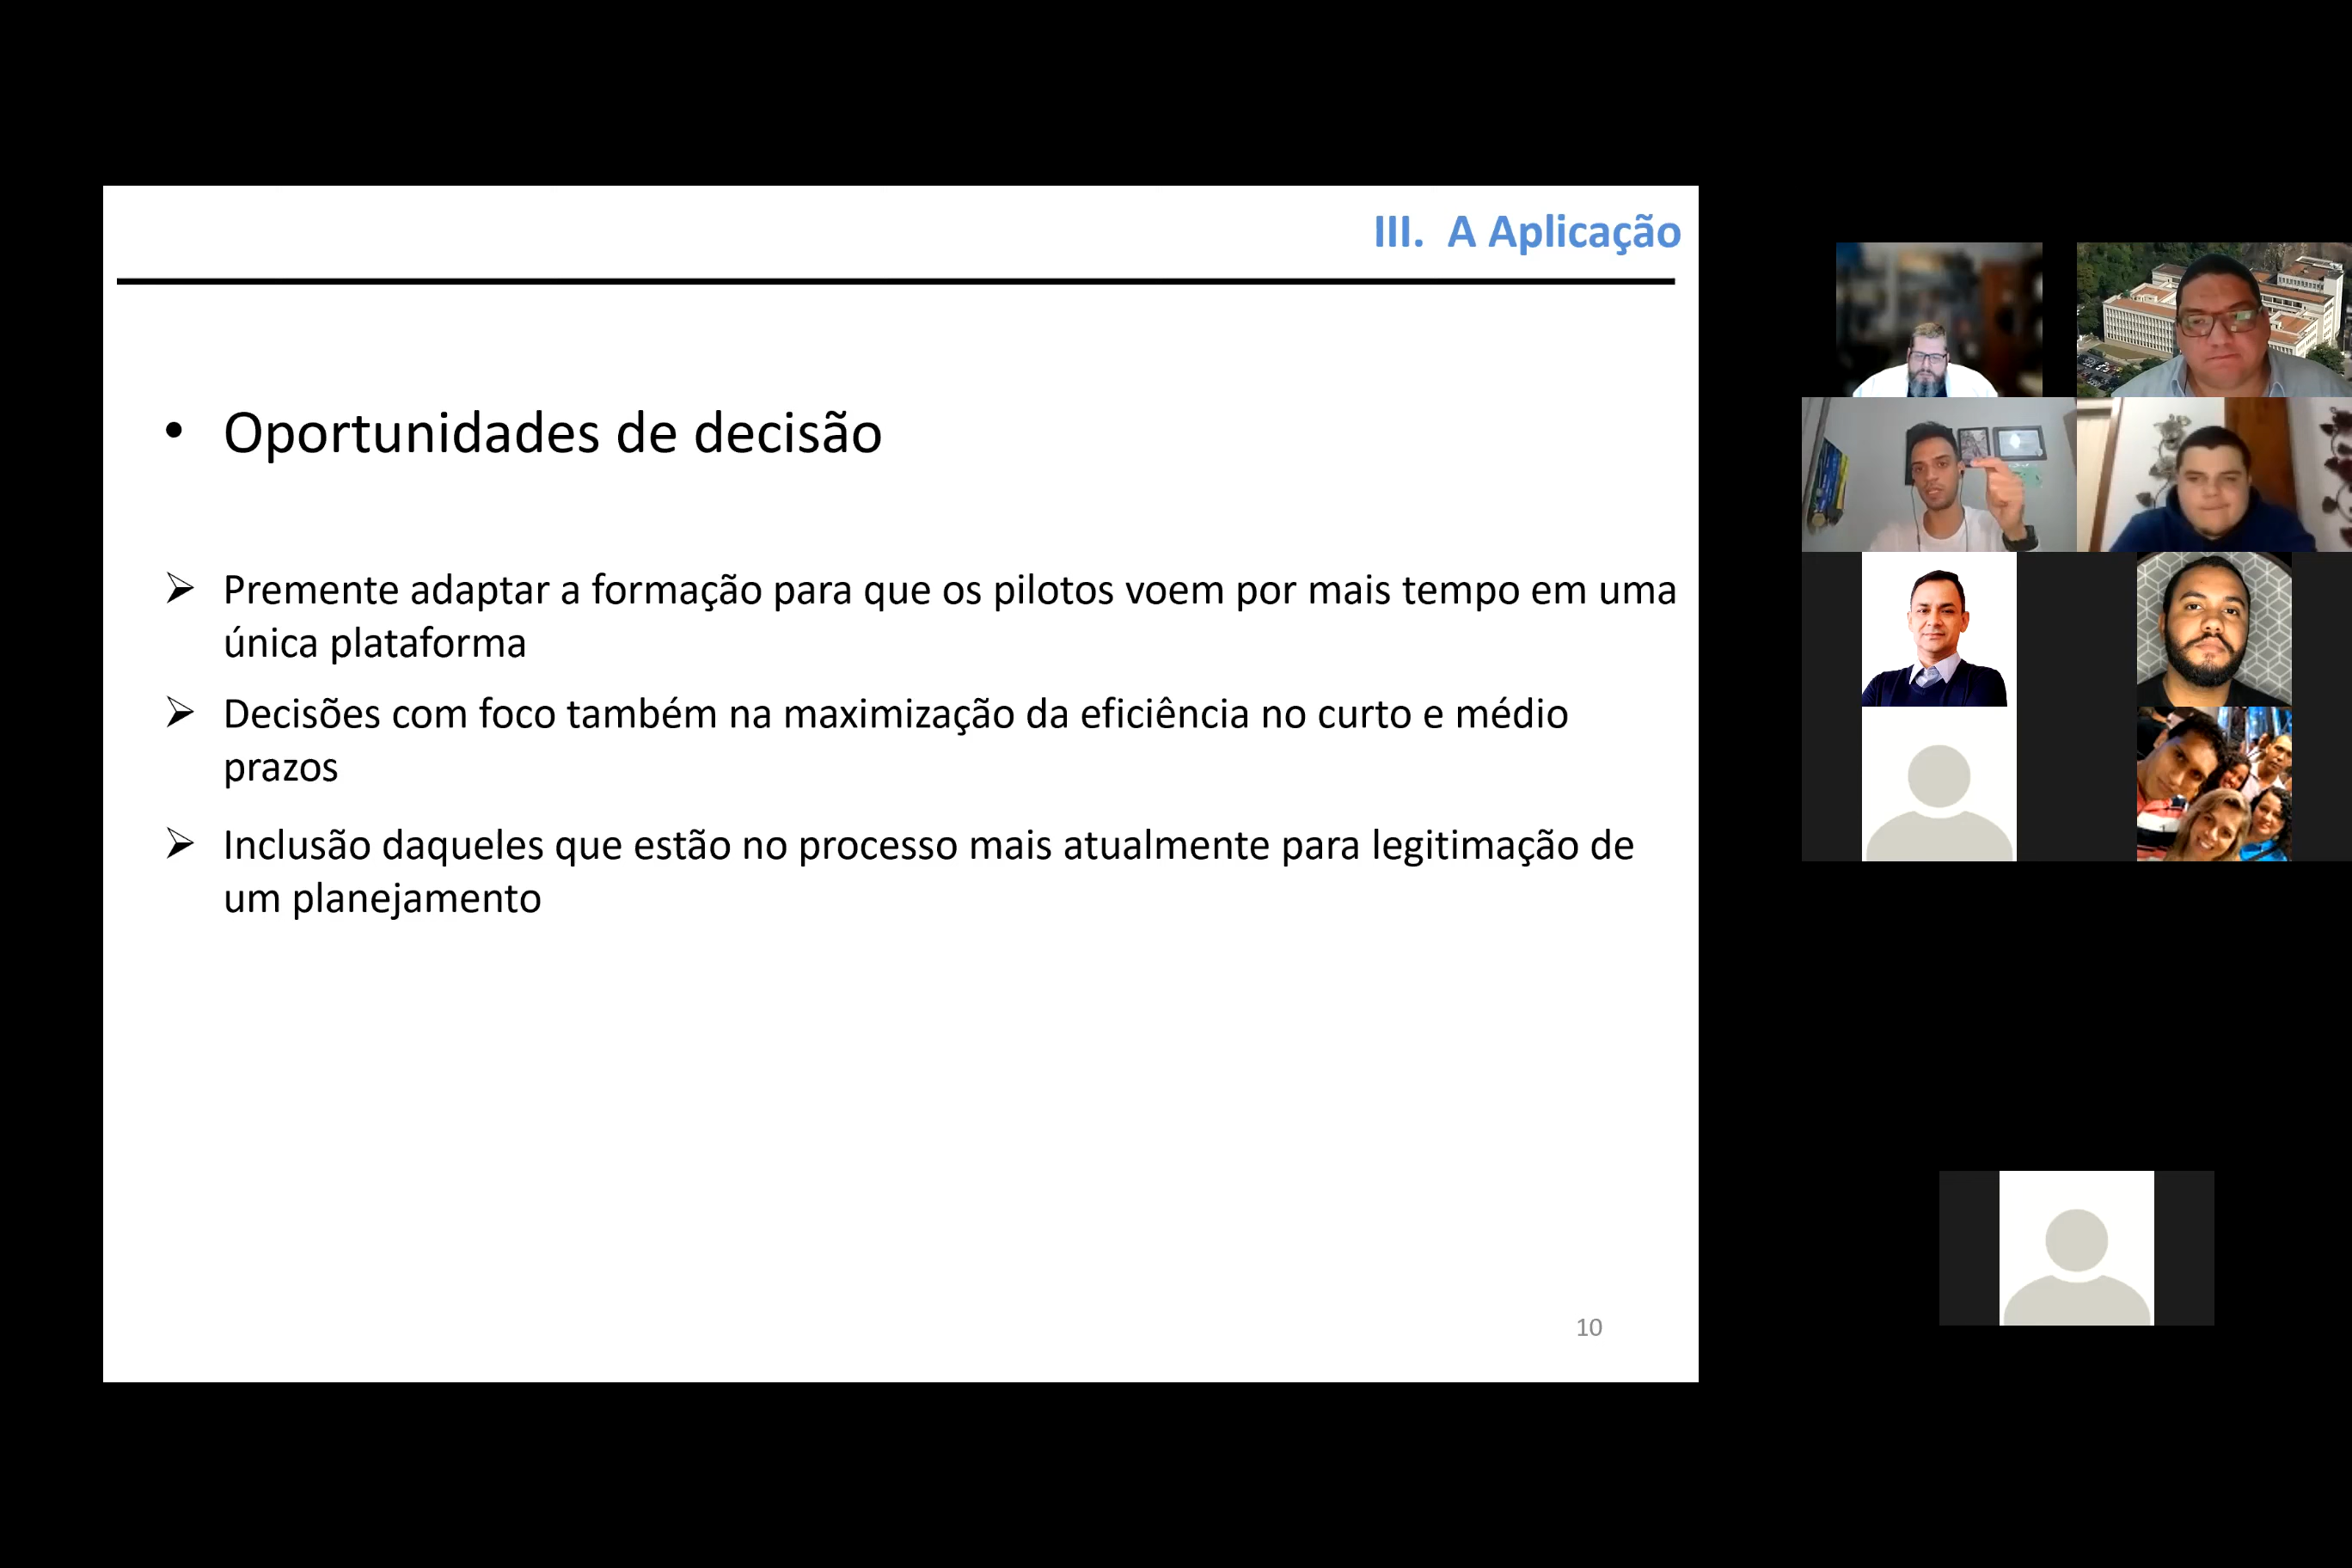 III. A Aplicação
• Oportunidades de decisão
➢ Premente adaptar a formação para que os pilotos voem por mais tempo em uma
única plataforma
➢ Decisões com foco também na maximização da eficiência no curto e médio
prazos
➢ Inclusão daqueles que estão no processo mais atualmente para legitimação de
um planejamento
10